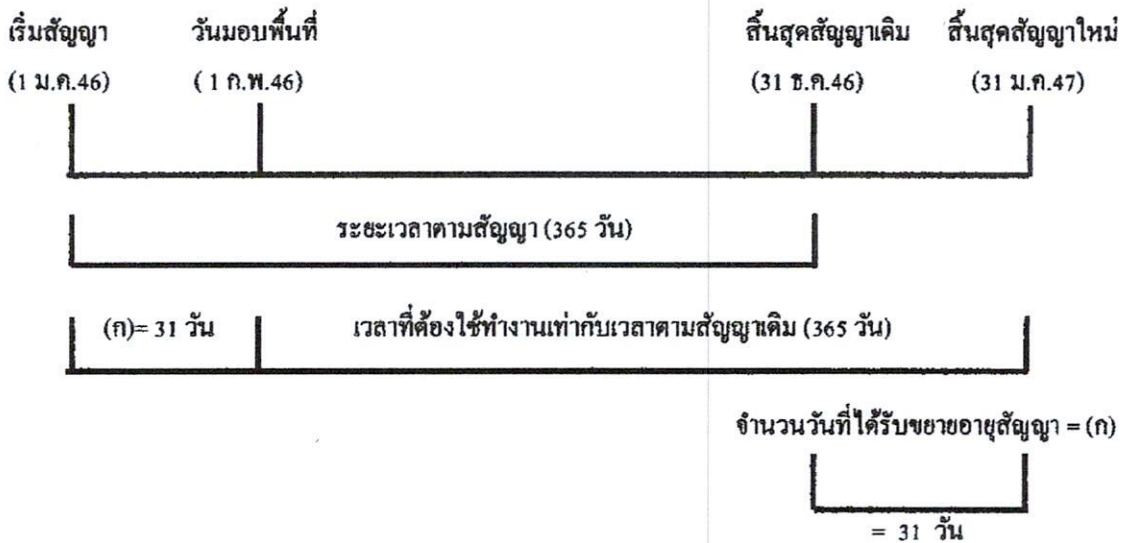 เริ่มสัญญา วันมอบพื้นที่ สิ้นสุดสัญญาเดิม สิ้นสุดสัญญาใหม่
(1 ม.ค.46) ( 1 ก.พ.46) (31 ธ.ค.46) (31 ม.ค.47)
ระยะเวลาตามสัญญา (365 วัน)
(ก)= 31 วัน เวลาที่ต้องใช้ทำงานเท่ากับเวลาตามสัญญาเดิม (365 วัน)
จำนวนวันที่ได้รับขยายอายุสัญญา = (ก)
= 31 วัน